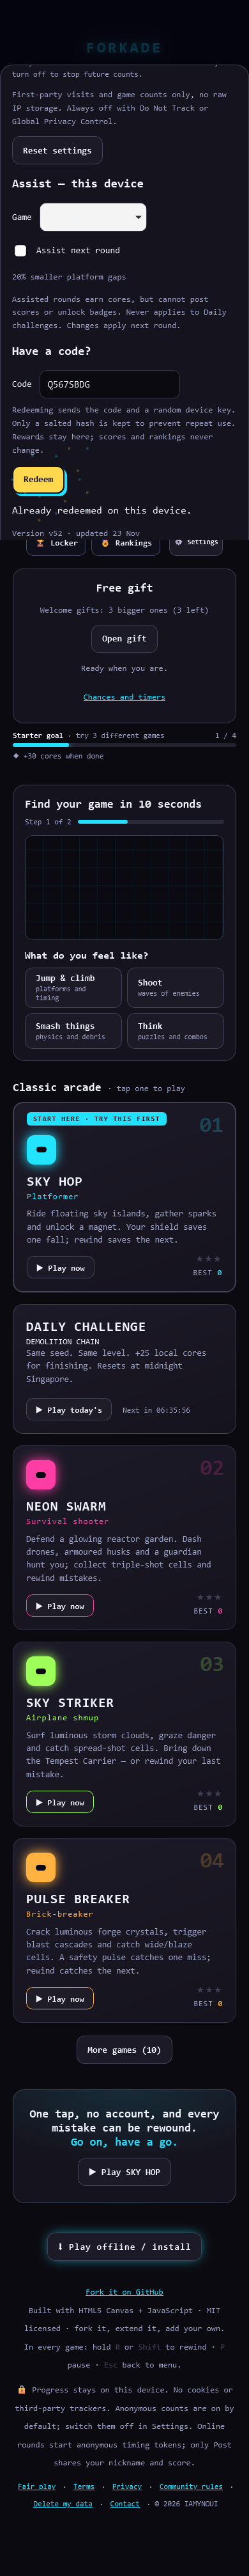 FORKADE
turn off to stop future counts.
First-party visits and game counts only, no raw
IP storage. Always off with Do Not Track or
Global Privacy Control.
Reset settings
Assist — this device
Game
Assist next round
20% smaller platform gaps
Assisted rounds earn cores, but cannot post
scores or unlock badges. Never applies to Daily
challenges. Changes apply next round.
Have a code?
Code Q567SBDG
Redeeming sends the code and a random device key.
Only a salted hash is kept to prevent repeat use.
Rewards stay here; scores and rankings never
change.
Redeem
Already redeemed on this device.
Version v52 · updated 23 Nov
Locker Rankings Settings
Free gift
Welcome gifts: 3 bigger ones (3 left)
Open gift
Ready when you are.
Chances and timers
Starter goal · try 3 different games 1 / 4
◆ +30 cores when done
Find your game in 10 seconds
Step 1 of 2
What do you feel like?
Jump & climb
platforms and
timing
Shoot
waves of enemies
Smash things
physics and debris
Think
puzzles and combos
Classic arcade · tap one to play
START HERE · TRY THIS FIRST
01
SKY HOP
Platformer
Ride floating sky islands, gather sparks
and unlock a magnet. Your shield saves
one fall; rewind saves the next.
▶ Play now
★★★
BEST 0
DAILY CHALLENGE
DEMOLITION CHAIN
Same seed. Same level. +25 local cores
for finishing. Resets at midnight
Singapore.
▶ Play today's Next in 06:35:56
02
NEON SWARM
Survival shooter
Defend a glowing reactor garden. Dash
drones, armoured husks and a guardian
hunt you; collect triple-shot cells and
rewind mistakes.
▶ Play now
★★★
BEST 0
03
SKY STRIKER
Airplane shmup
Surf luminous storm clouds, graze danger
and catch spread-shot cells. Bring down
the Tempest Carrier — or rewind your last
mistake.
▶ Play now
★★★
BEST 0
04
PULSE BREAKER
Brick-breaker
Crack luminous forge crystals, trigger
blast cascades and catch wide/blaze
cells. A safety pulse catches one miss;
rewind catches the next.
▶ Play now
★★★
BEST 0
More games (10)
One tap, no account, and every
mistake can be rewound.
Go on, have a go.
▶ Play SKY HOP
⬇ Play offline / install
Fork it on GitHub
Built with HTML5 Canvas + JavaScript · MIT
licensed · fork it, extend it, add your own.
In every game: hold R or Shift to rewind · P
pause · Esc back to menu.
🔒 Progress stays on this device. No cookies or
third-party trackers. Anonymous counts are on by
default; switch them off in Settings. Online
rounds start anonymous timing tokens; only Post
shares your nickname and score.
Fair play · Terms · Privacy · Community rules ·
Delete my data · Contact · © 2026 IAMYNOUI